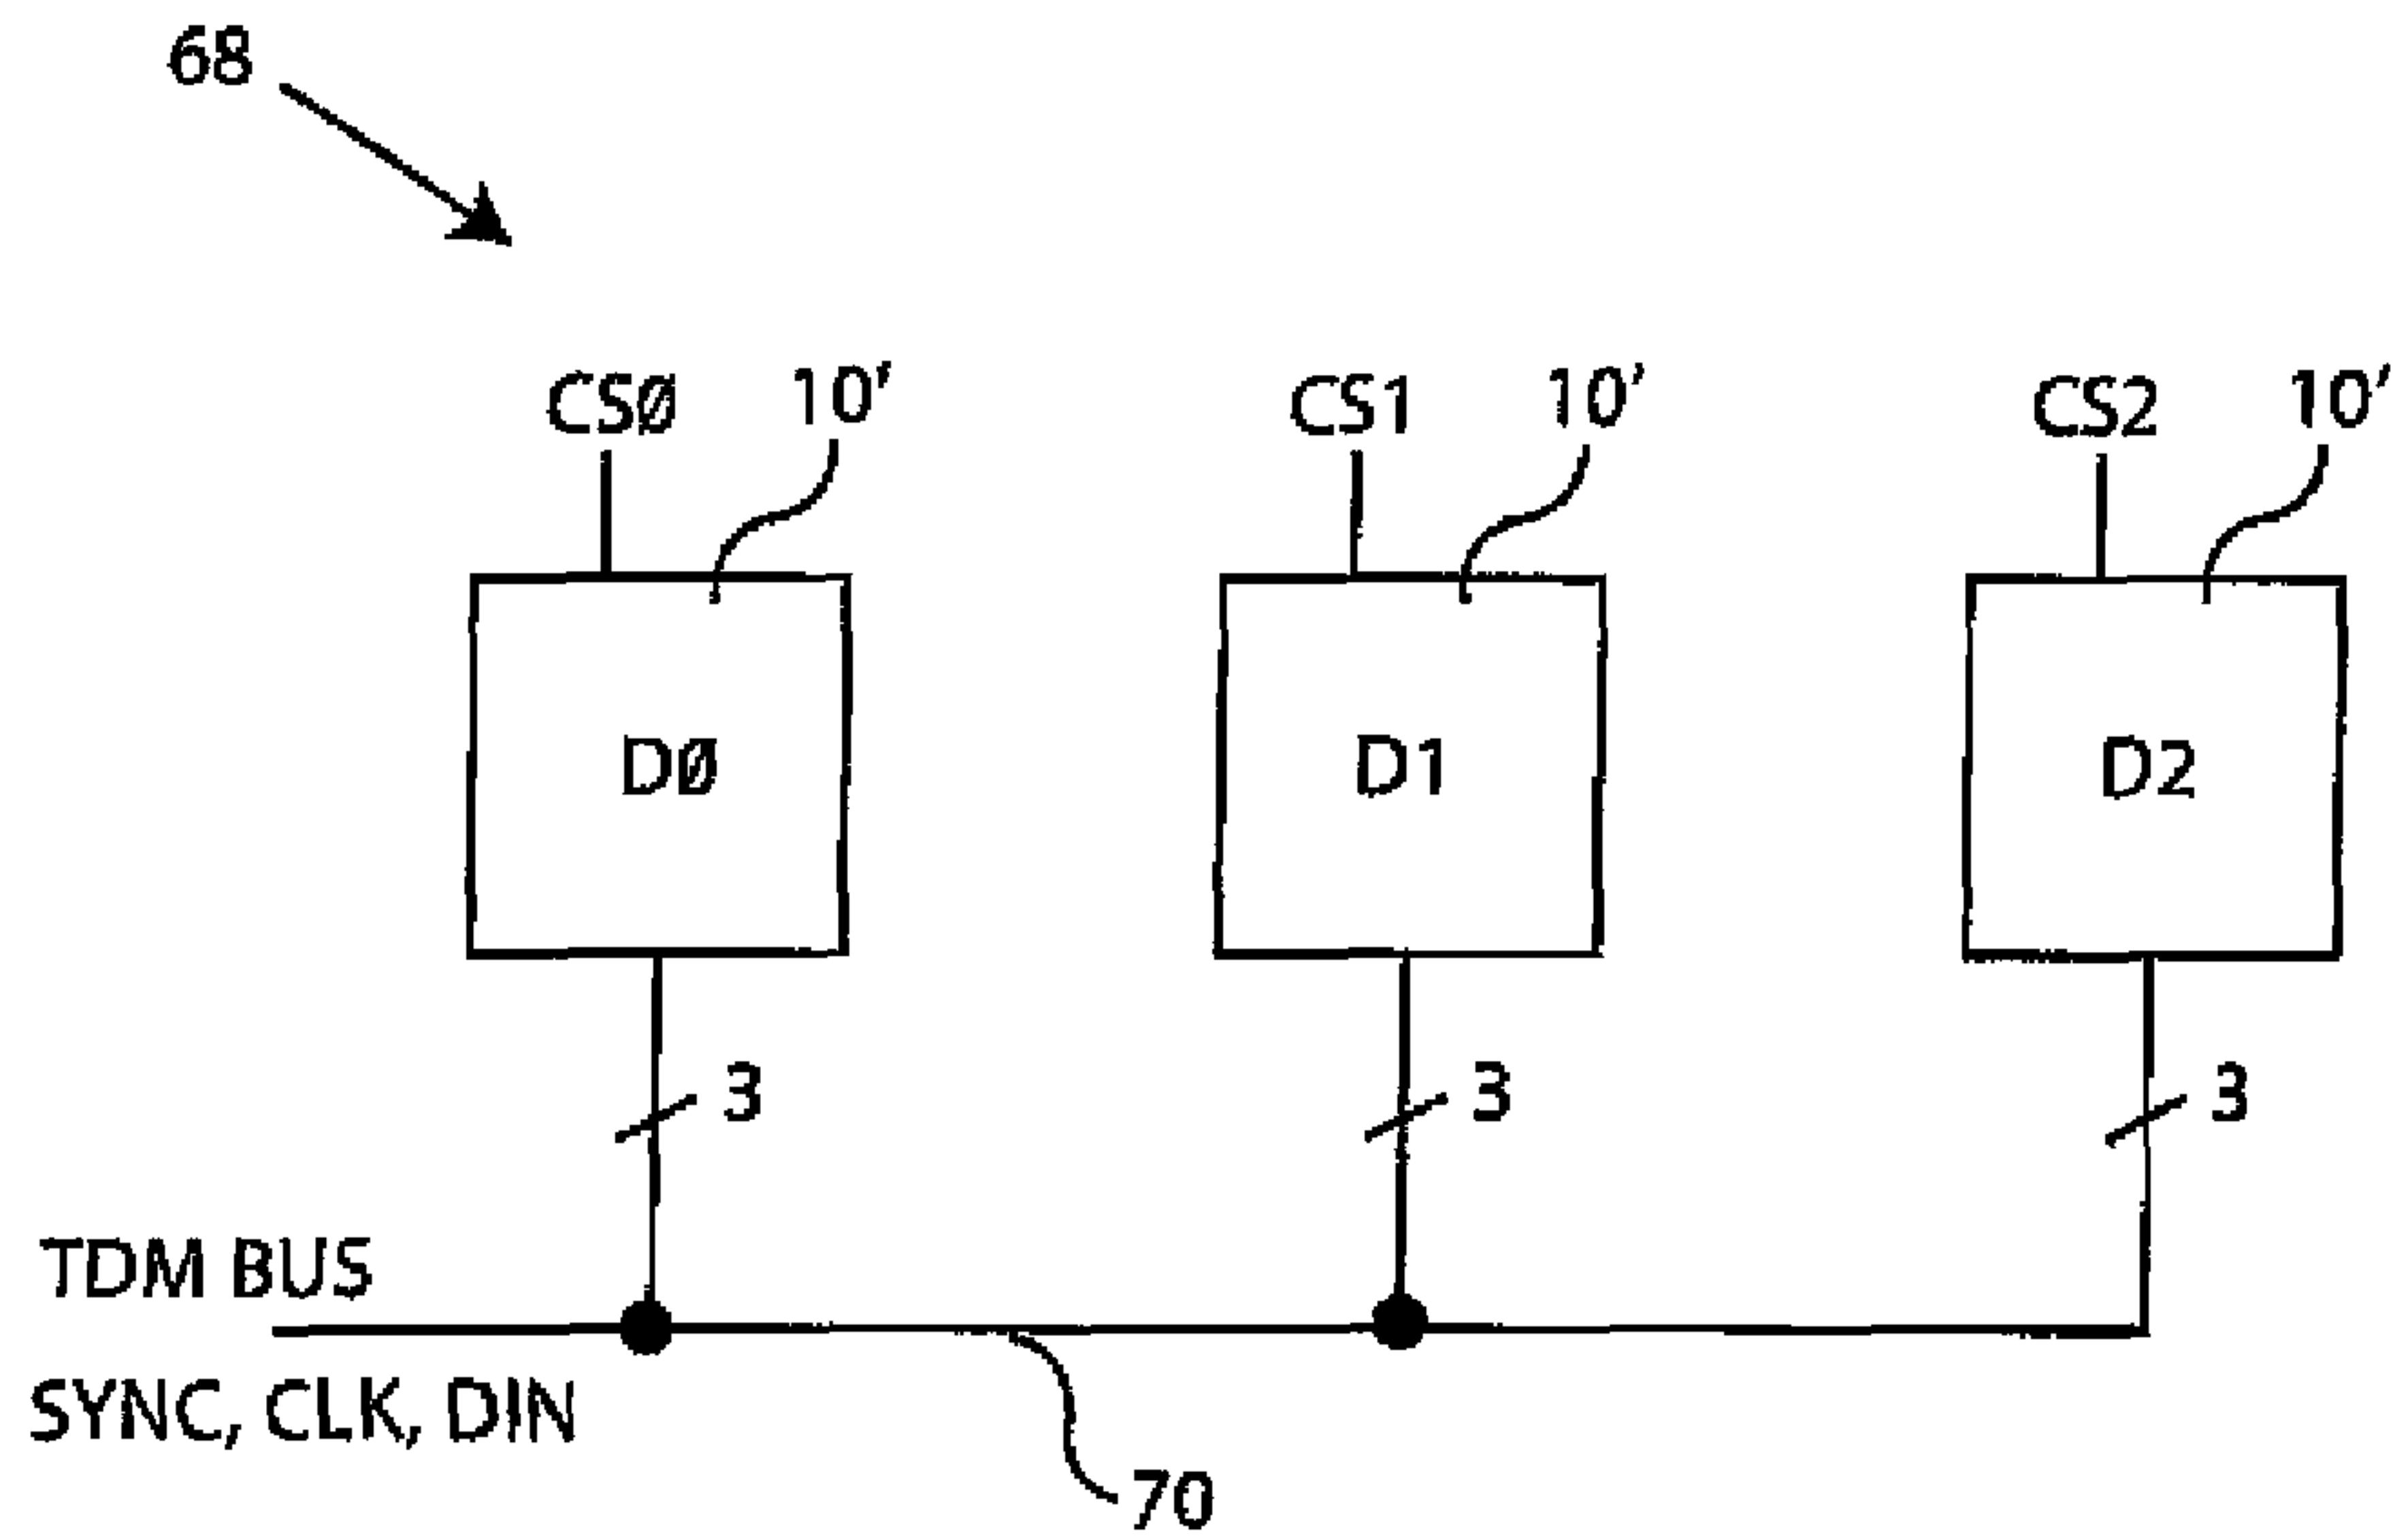 68
CSØ
10'
CS1
10'
CS2
10'
DØ
D1
D2
3
3
3
TDM BUS
SYNC, CLK, DIN
70